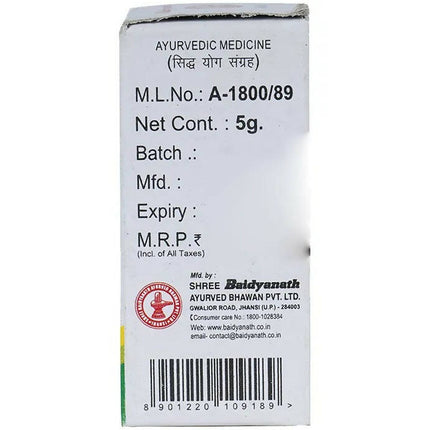 AYURVEDIC MEDICINE
(सिद्ध योग संग्रह)
M.L.No.: A-1800/89
Net Cont. : 5g.
Batch .:
Mfd. :
Expiry :
M.R.P.₹
(Incl. of All Taxes)
Mfd. by :
SHREE Baidyanath
AYURVED BHAWAN PVT. LTD.
GWALIOR ROAD, JHANSI (U.P.) - 284003
Consumer care No.: 1800-1028384
Web: www.baidyanath.co.in
email- contact@baidyanath.co.in
8 901220 109189 >